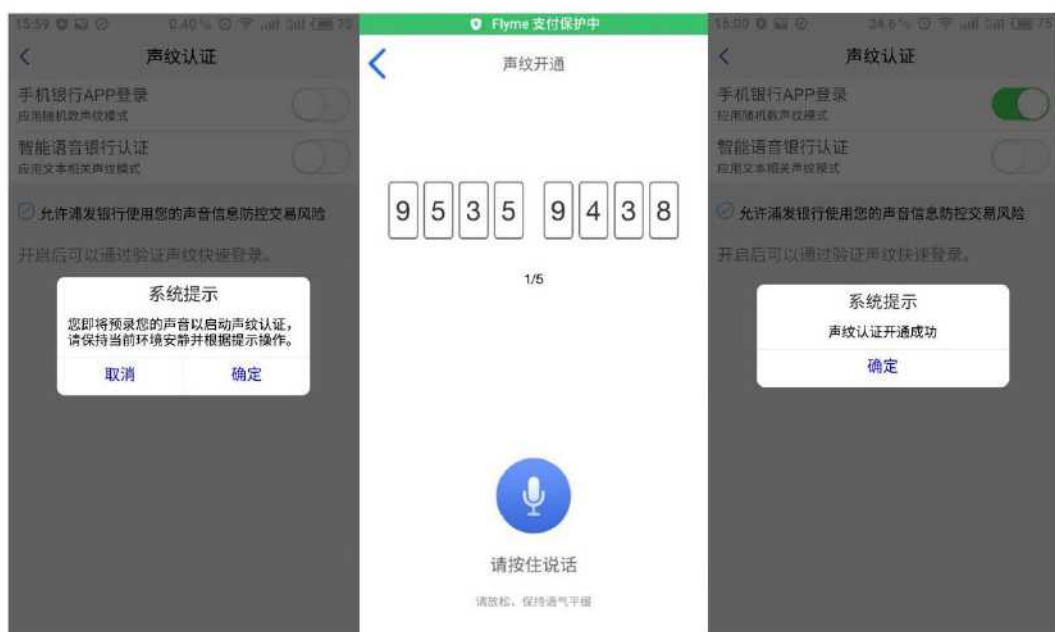 15:59
0.40%
75
声纹认证
手机银行APP登录
应用随机数声纹模式
智能语音银行认证
应用文本相关声纹模式
允许浦发银行使用您的声音信息防控交易风险
开启后可以通过验证声纹快速登录。
系统提示
您即将预录您的声音以启动声纹认证，
请保持当前环境安静并根据提示操作。
取消
确定
Flyme 支付保护中
声纹开通
9 5 3 5 9 4 3 8
1/5
请按住说话
请放松，保持语气平缓
16:00
24.6%
75
声纹认证
手机银行APP登录
应用随机数声纹模式
智能语音银行认证
应用文本相关声纹模式
允许浦发银行使用您的声音信息防控交易风险
开启后可以通过验证声纹快速登录。
系统提示
声纹认证开通成功
确定